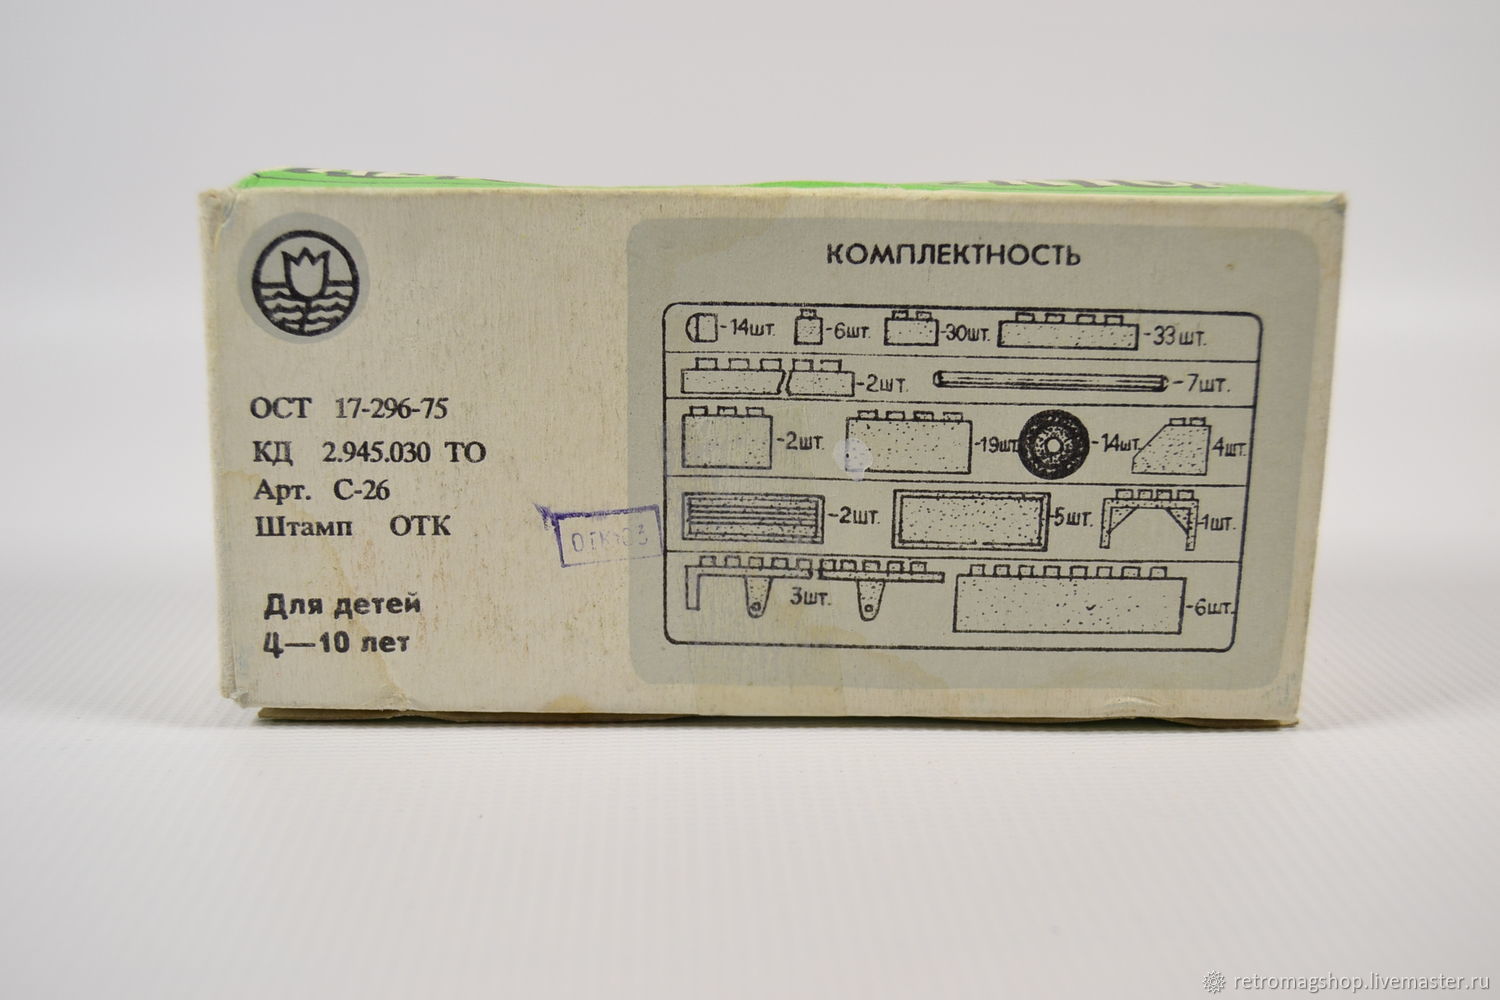 КОМПЛЕКТНОСТЬ
-14шт. -6шт. -30шт. -33шт.
-2шт. -7шт.
-2шт. -19шт -14шт. 4шт.
-2шт. -5шт. -1шт.
3шт. -6шт.
ОСТ 17-296-75
КД 2.945.030 ТО
Арт. С-26
Штамп ОТК
Для детей
4—10 лет
retromagshop.livemaster.ru